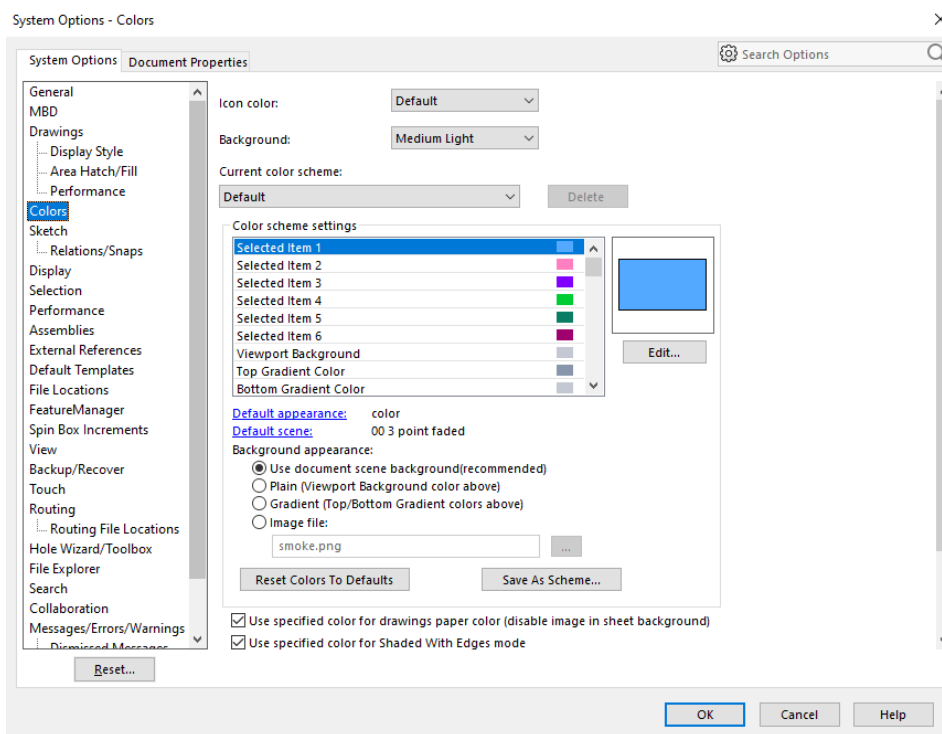 System Options - Colors
System Options
Document Properties
Search Options
General
MBD
Drawings
Display Style
Area Hatch/Fill
Performance
Colors
Sketch
Relations/Snaps
Display
Selection
Performance
Assemblies
External References
Default Templates
File Locations
FeatureManager
Spin Box Increments
View
Backup/Recover
Touch
Routing
Routing File Locations
Hole Wizard/Toolbox
File Explorer
Search
Collaboration
Messages/Errors/Warnings
Dismissed Messages
Reset...
Icon color: Default
Background: Medium Light
Current color scheme:
Default
Delete
Color scheme settings
Selected Item 1
Selected Item 2
Selected Item 3
Selected Item 4
Selected Item 5
Selected Item 6
Viewport Background
Top Gradient Color
Bottom Gradient Color
Edit...
Default appearance: color
Default scene: 00 3 point faded
Background appearance:
Use document scene background(recommended)
Plain (Viewport Background color above)
Gradient (Top/Bottom Gradient colors above)
Image file:
smoke.png
...
Reset Colors To Defaults
Save As Scheme...
Use specified color for drawings paper color (disable image in sheet background)
Use specified color for Shaded With Edges mode
OK
Cancel
Help